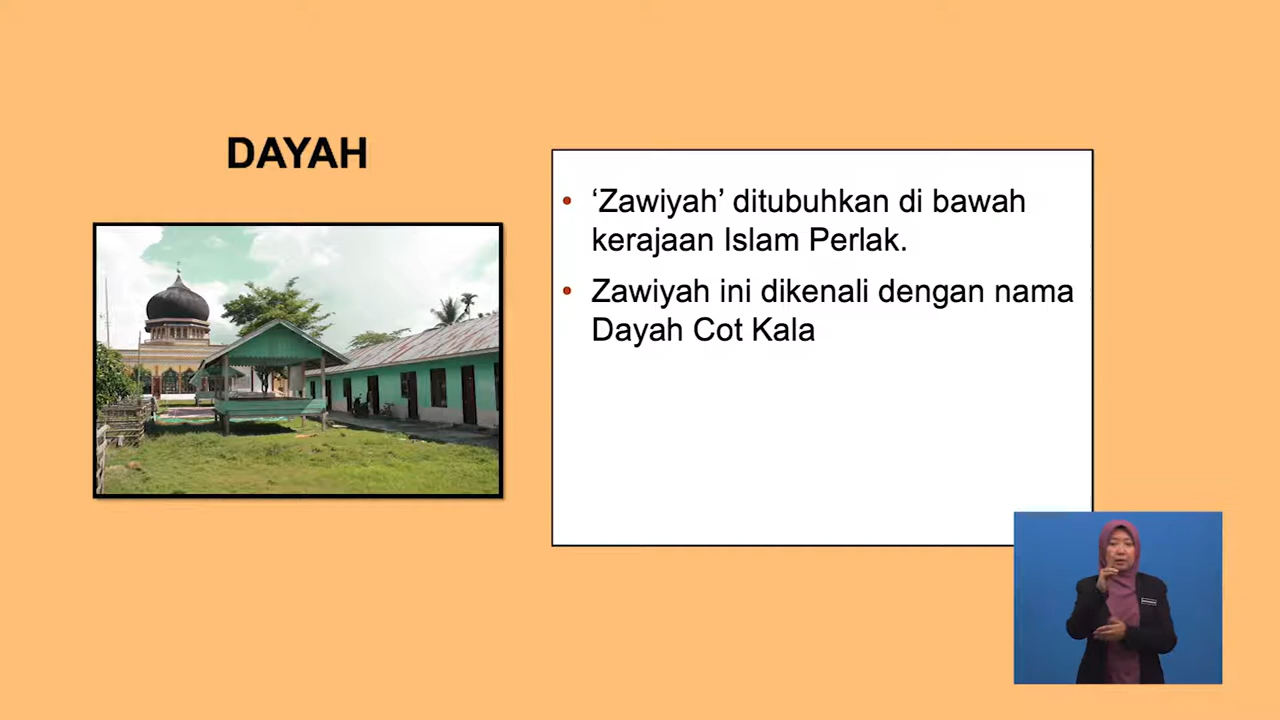 DAYAH
• ‘Zawiyah’ ditubuhkan di bawah
kerajaan Islam Perlak.
• Zawiyah ini dikenali dengan nama
Dayah Cot Kala